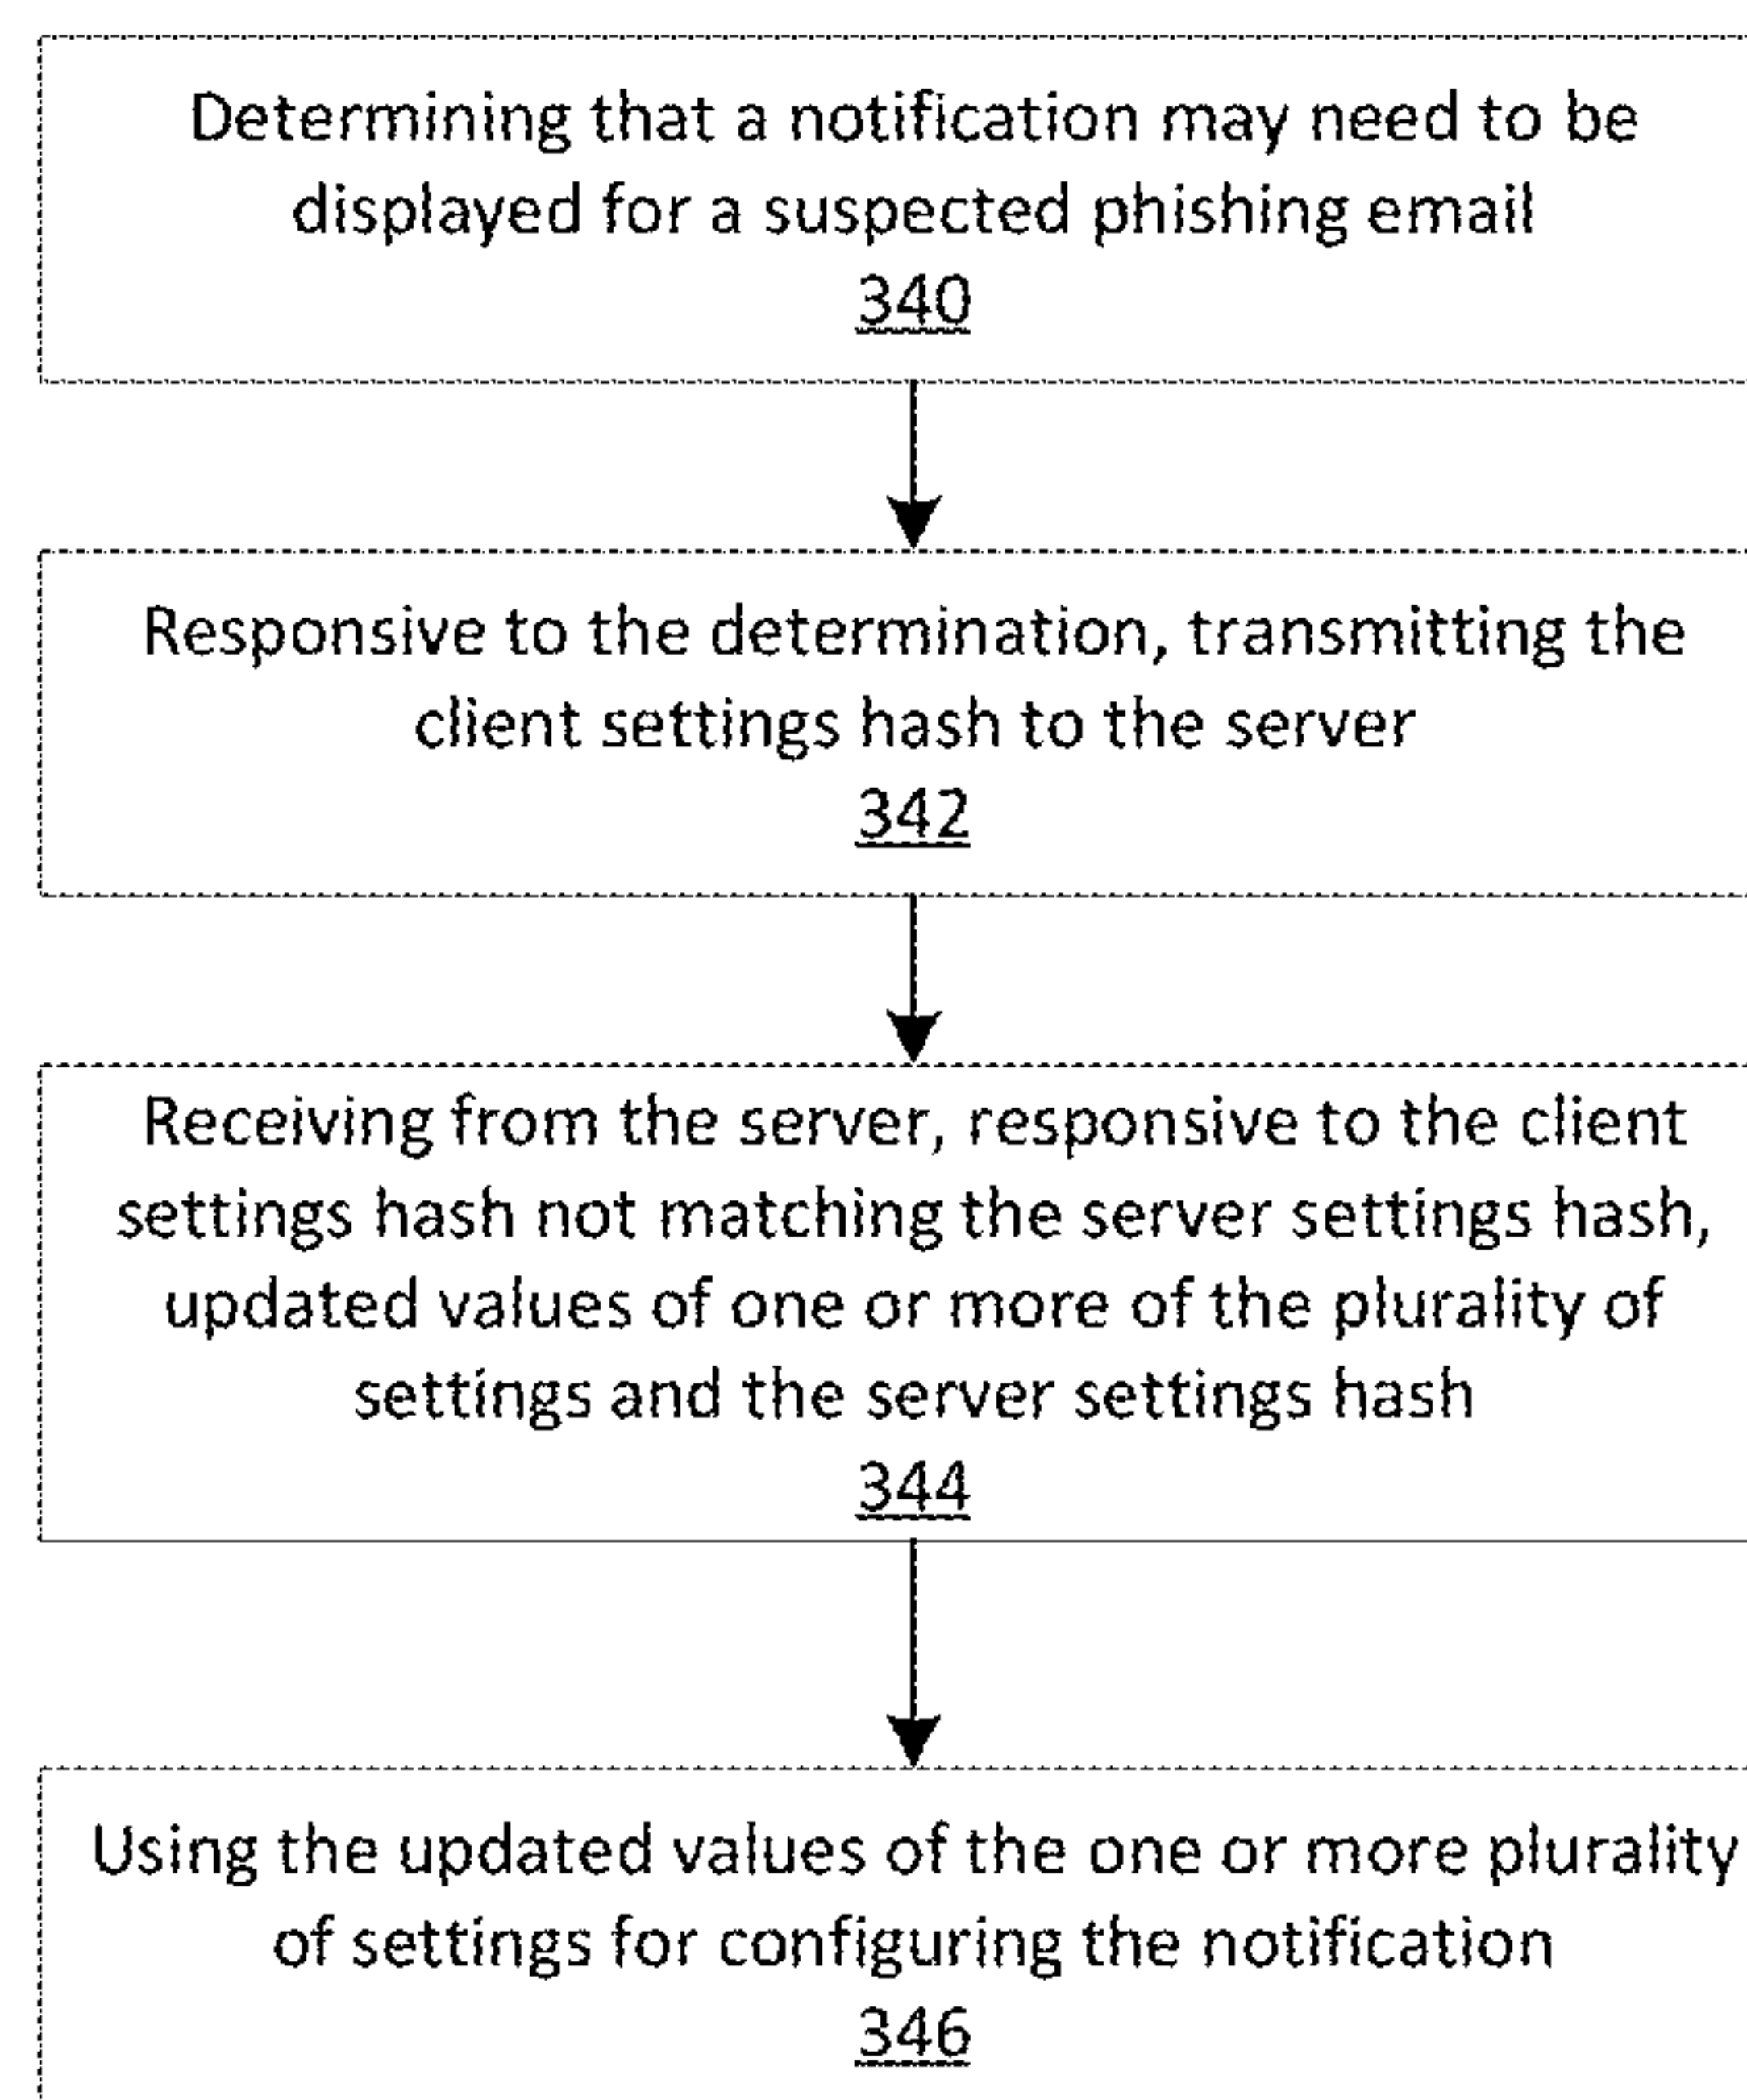 Determining that a notification may need to be
displayed for a suspected phishing email
340
Responsive to the determination, transmitting the
client settings hash to the server
342
Receiving from the server, responsive to the client
settings hash not matching the server settings hash,
updated values of one or more of the plurality of
settings and the server settings hash
344
Using the updated values of the one or more plurality
of settings for configuring the notification
346